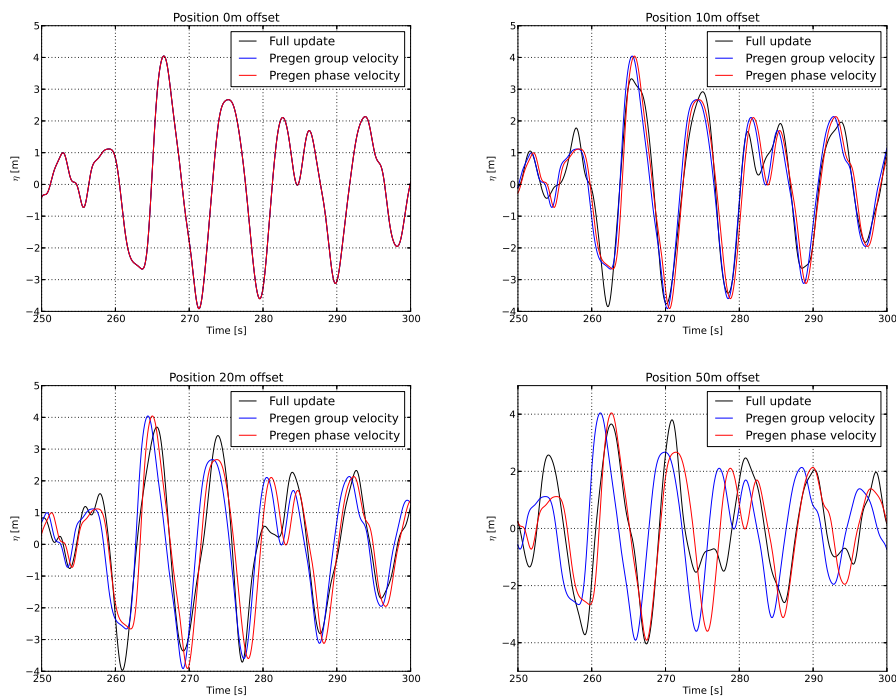 Position 0m offset
Full update
Pregen group velocity
Pregen phase velocity
η [m]
5
4
3
2
1
0
−1
−2
−3
−4
250
260
270
280
290
300
Time [s]
Position 10m offset
Full update
Pregen group velocity
Pregen phase velocity
η [m]
5
4
3
2
1
0
−1
−2
−3
−4
250
260
270
280
290
300
Time [s]
Position 20m offset
Full update
Pregen group velocity
Pregen phase velocity
η [m]
5
4
3
2
1
0
−1
−2
−3
−4
250
260
270
280
290
300
Time [s]
Position 50m offset
Full update
Pregen group velocity
Pregen phase velocity
η [m]
4
2
0
−2
−4
250
260
270
280
290
300
Time [s]